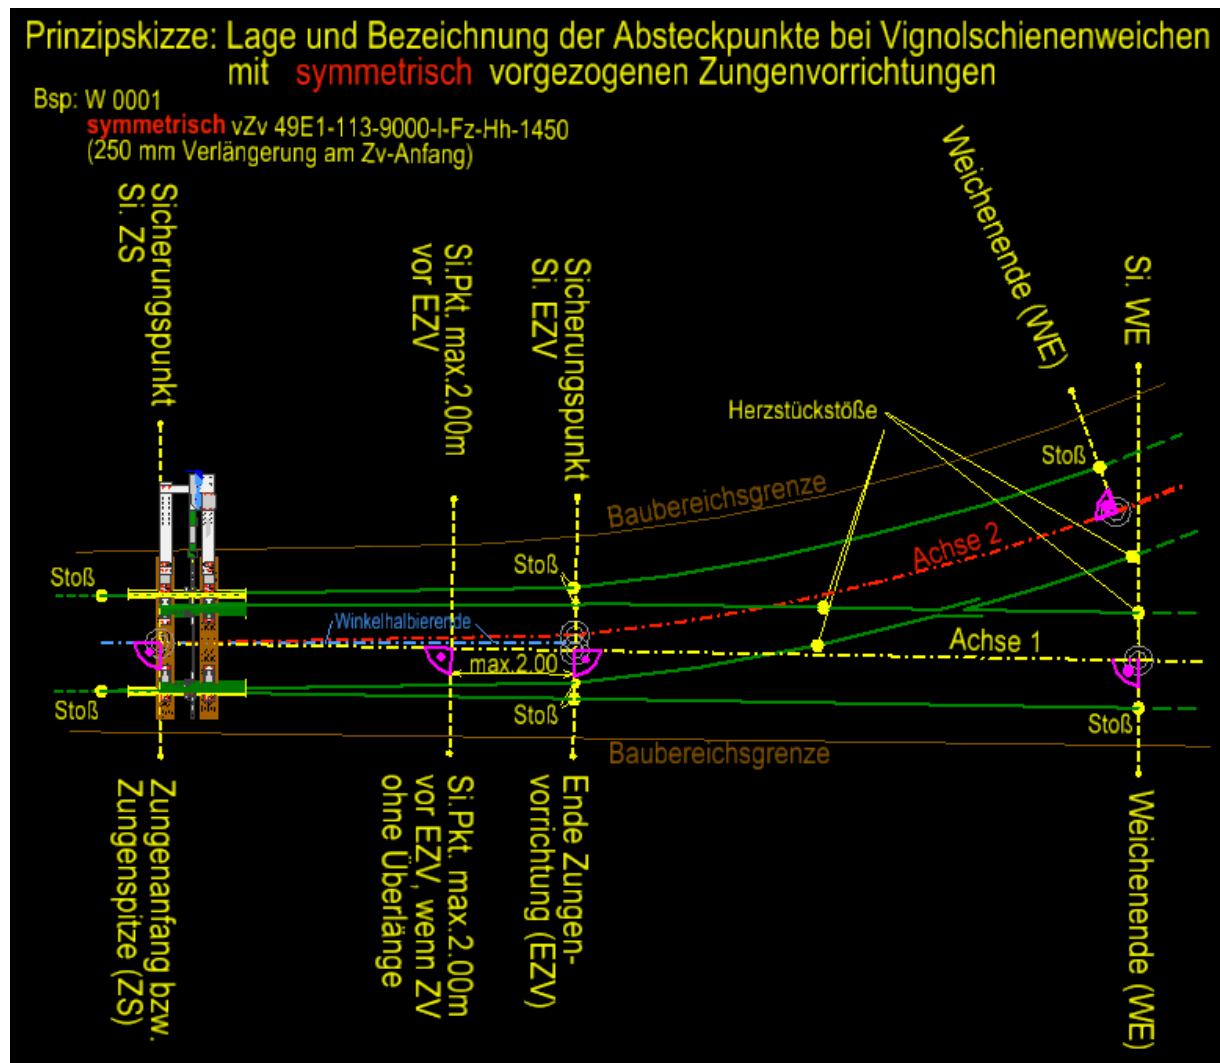 Prinzipskizze: Lage und Bezeichnung der Absteckpunkte bei Vignolschienenweichen
mit symmetrisch vorgezogenen Zungenvorrichtungen
Bsp: W 0001
symmetrisch vZv 49E1-113-9000-l-Fz-Hh-1450
(250 mm Verlängerung am Zv-Anfang)
Sicherungspunkt
Si. ZS
Si.Pkt. max.2.00m
vor EZV
Sicherungspunkt
Si. EZV
Weichenende (WE)
Si. WE
Herzstückstöße
Stoß
Baubereichsgrenze
Achse 2
Stoß
Stoß
Winkelhalbierende
Achse 1
max.2.00
Stoß
Stoß
Stoß
Baubereichsgrenze
Zungenanfang bzw.
Zungenspitze (ZS)
Si.Pkt. max.2.00m
vor EZV, wenn ZV
ohne Überlänge
Ende Zungen-
vorrichtung (EZV)
Weichenende (WE)